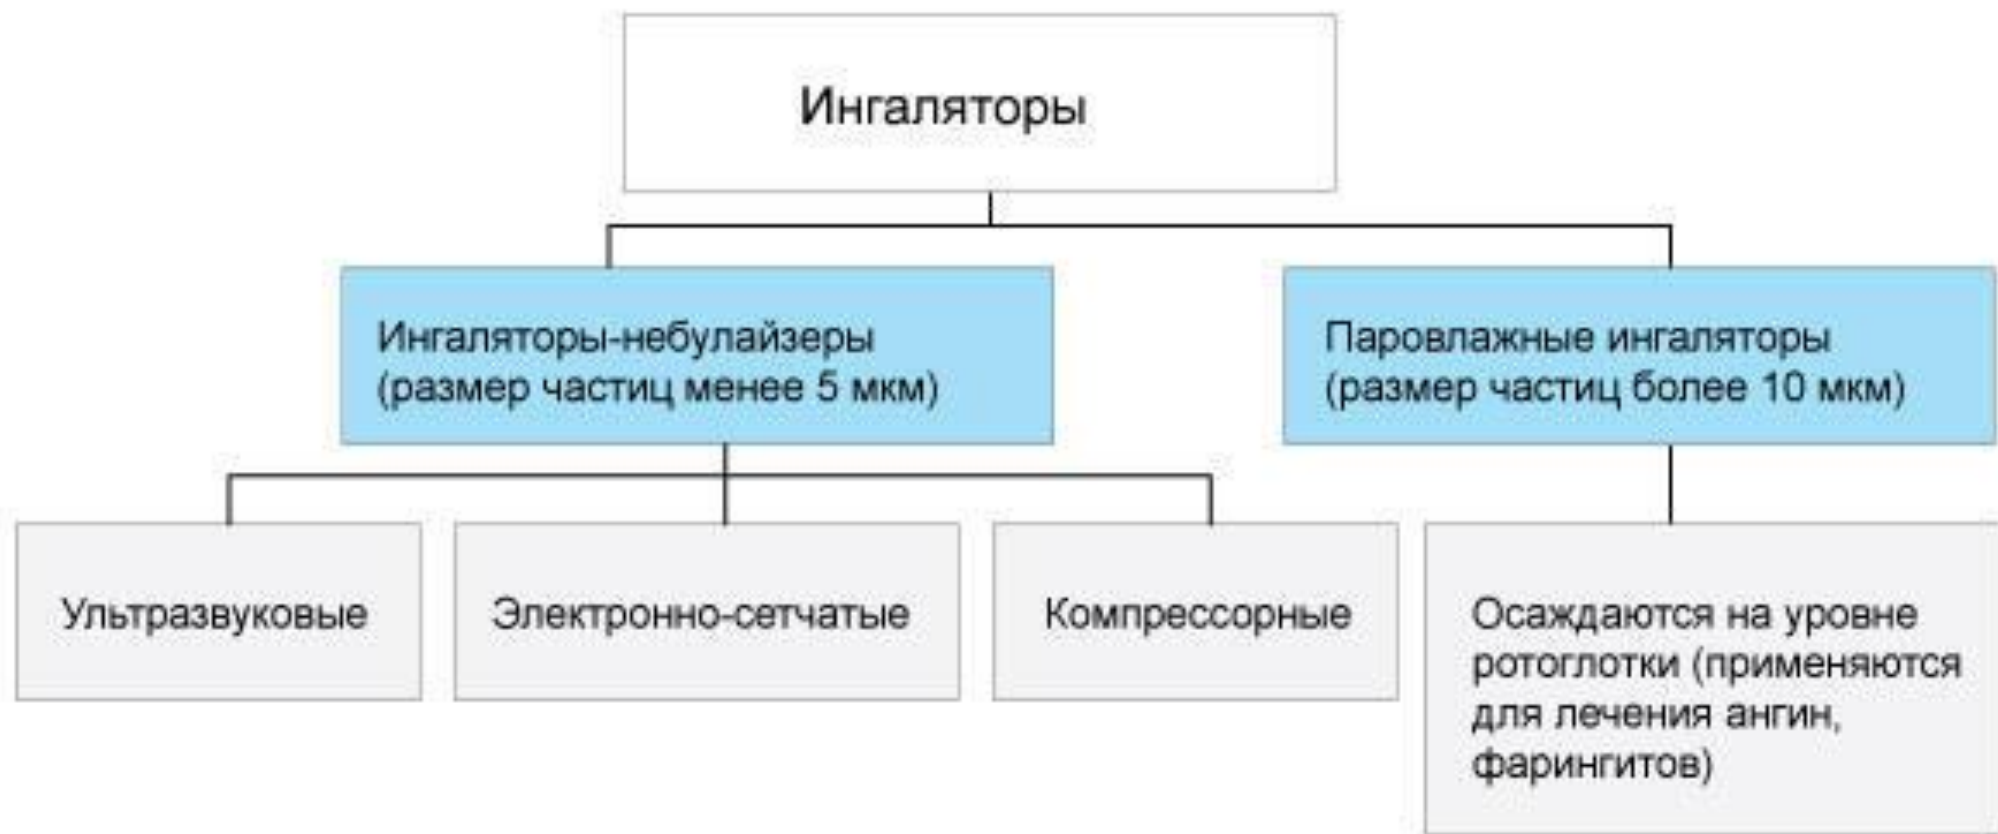 Ингаляторы
Ингаляторы-небулайзеры
(размер частиц менее 5 мкм)
Паровлажные ингаляторы
(размер частиц более 10 мкм)
Ультразвуковые
Электронно-сетчатые
Компрессорные
Осаждаются на уровне
ротоглотки (применяются
для лечения ангин,
фарингитов)